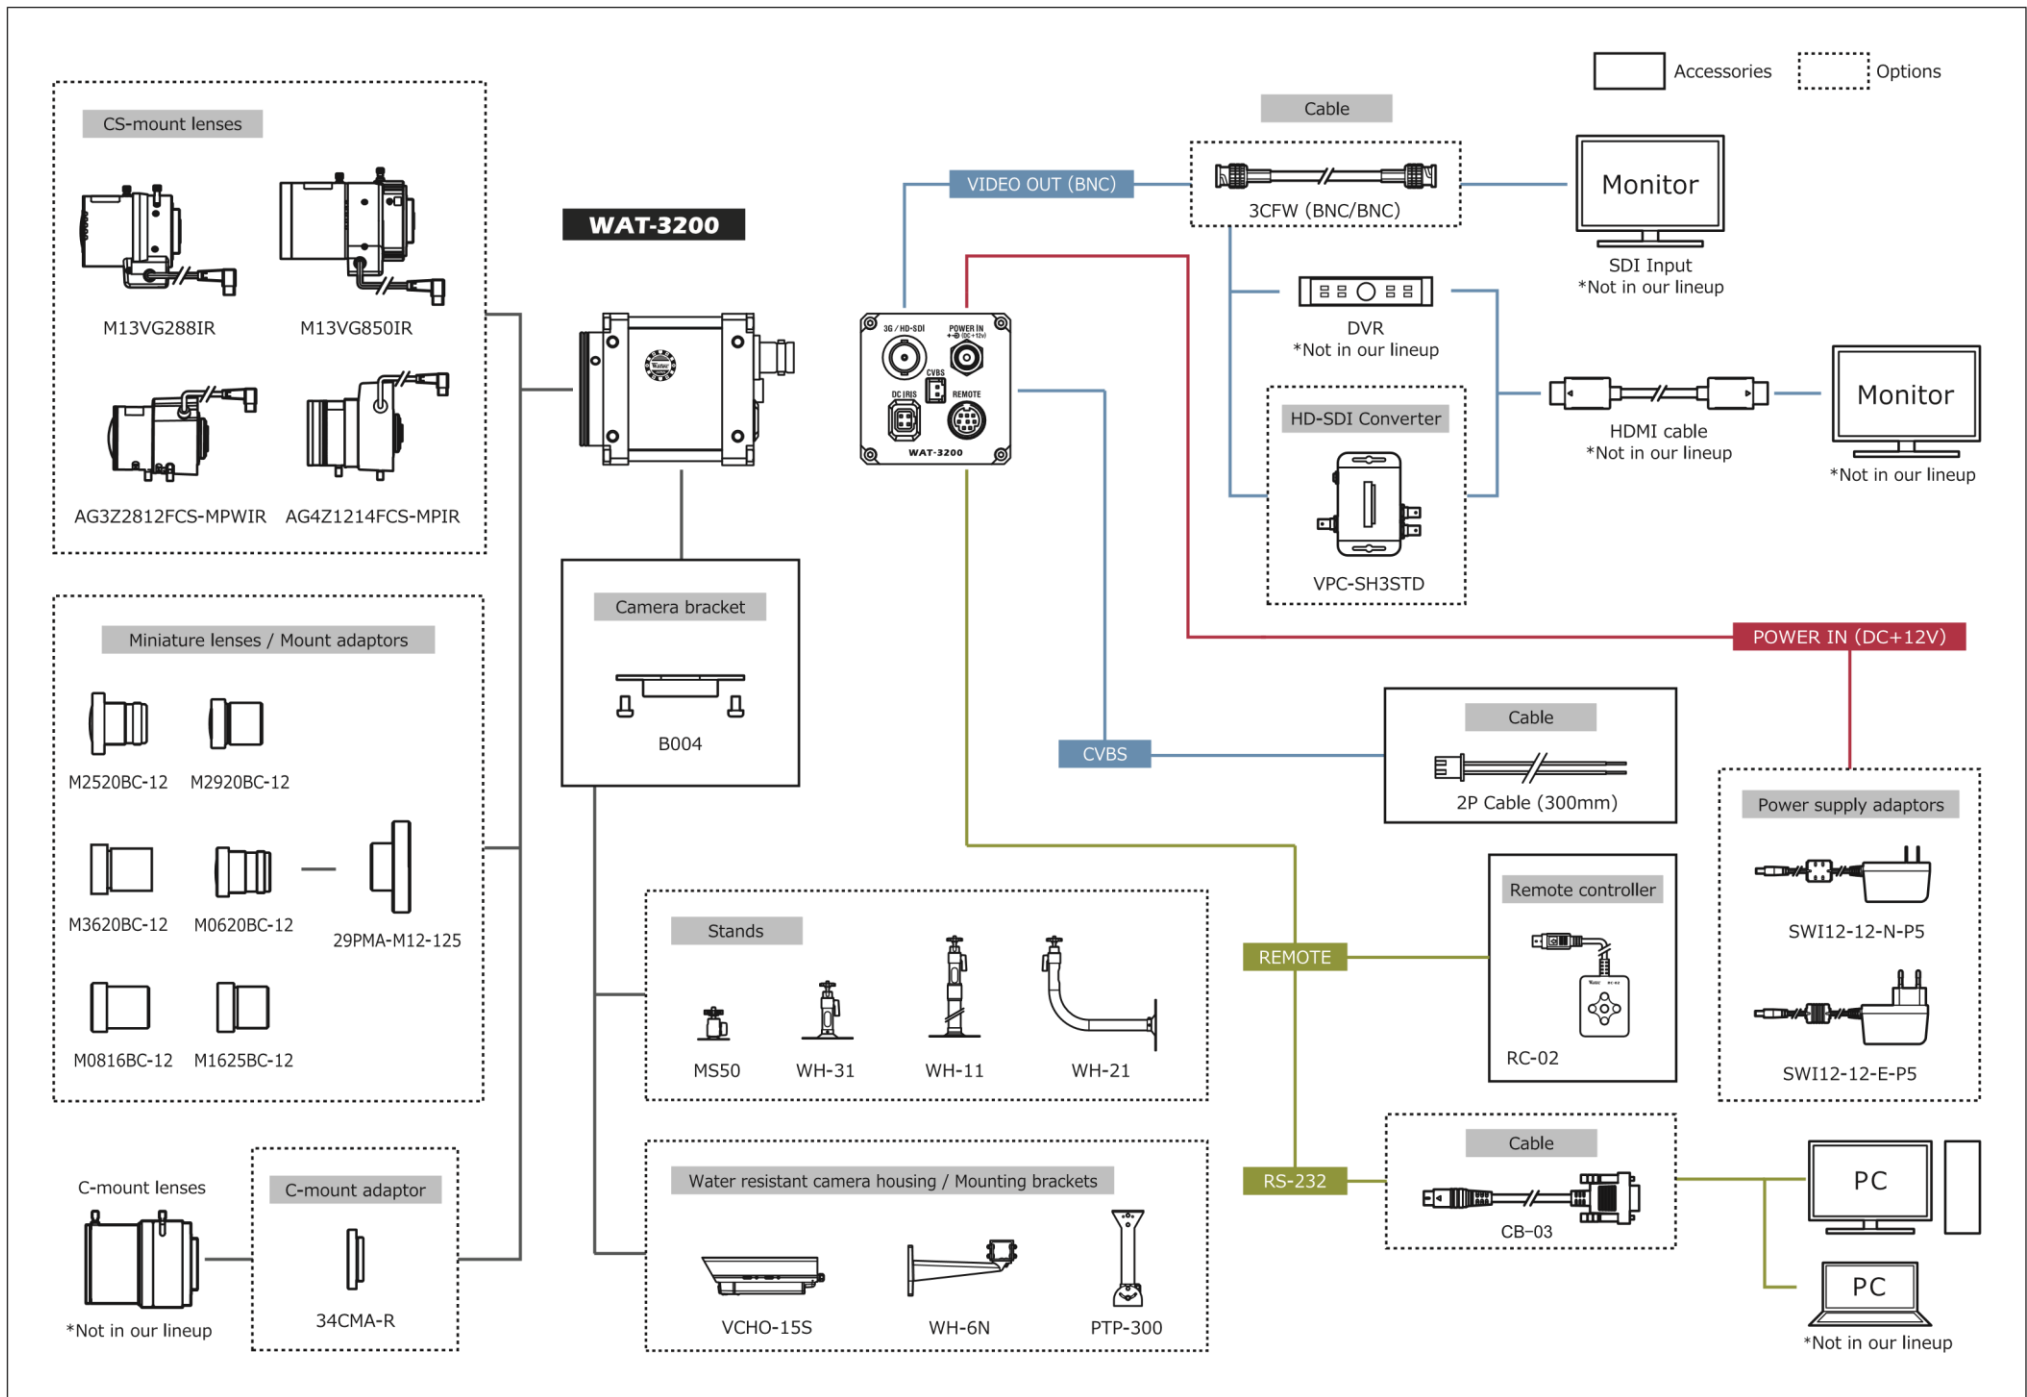 Accessories
Options
CS-mount lenses
M13VG288IR
M13VG850IR
AG3Z2812FCS-MPWIR
AG4Z1214FCS-MPIR
Miniature lenses / Mount adaptors
M2520BC-12
M2920BC-12
M3620BC-12
M0620BC-12
29PMA-M12-125
M0816BC-12
M1625BC-12
C-mount lenses
*Not in our lineup
C-mount adaptor
34CMA-R
WAT-3200
3G / HD-SDI
POWER IN
(DC+12V)
CVBS
DC IRIS
REMOTE
WAT-3200
Camera bracket
B004
Stands
MS50
WH-31
WH-11
WH-21
Water resistant camera housing / Mounting brackets
VCHO-15S
WH-6N
PTP-300
VIDEO OUT (BNC)
Cable
3CFW (BNC/BNC)
Monitor
SDI Input
*Not in our lineup
DVR
*Not in our lineup
HD-SDI Converter
VPC-SH3STD
HDMI cable
*Not in our lineup
Monitor
*Not in our lineup
POWER IN (DC+12V)
Power supply adaptors
SWI12-12-N-P5
SWI12-12-E-P5
CVBS
Cable
2P Cable (300mm)
REMOTE
Remote controller
RC-02
RS-232
Cable
CB-03
PC
PC
*Not in our lineup